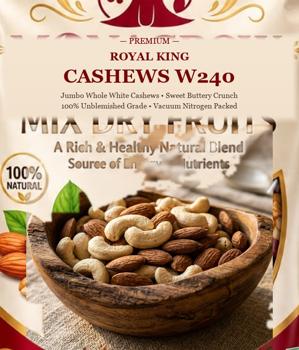 PREMIUM
ROYAL KING
CASHEWS W240
Jumbo Whole White Cashews • Sweet Buttery Crunch
100% Unblemished Grade • Vacuum Nitrogen Packed
MIX DRY FRUITS
A Rich & Healthy Natural Blend
Source of Energy Nutrients
100%
NATURAL